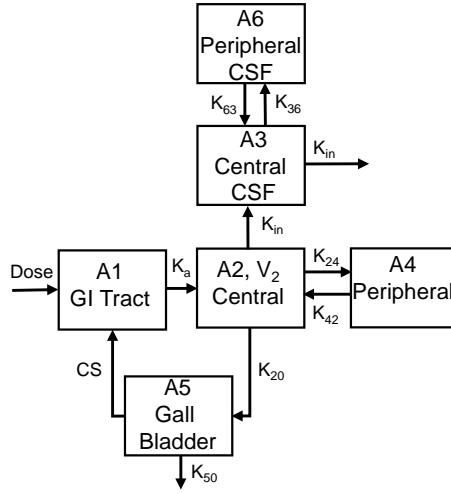 A6
Peripheral
CSF
K63
K36
A3
Central
CSF
Kin
Kin
Dose
A1
GI Tract
Ka
A2, V2
Central
K24
K42
A4
Peripheral
CS
K20
A5
Gall
Bladder
K50